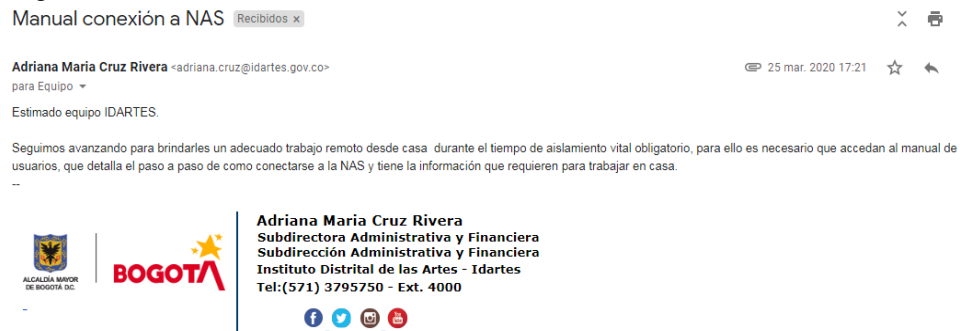 Manual conexión a NAS Recibidos x
Adriana Maria Cruz Rivera <adriana.cruz@idartes.gov.co> 25 mar. 2020 17:21
para Equipo
Estimado equipo IDARTES.
Seguimos avanzando para brindarles un adecuado trabajo remoto desde casa durante el tiempo de aislamiento vital obligatorio, para ello es necesario que accedan al manual de
usuarios, que detalla el paso a paso de como conectarse a la NAS y tiene la información que requieren para trabajar en casa.
--
Adriana Maria Cruz Rivera
Subdirectora Administrativa y Financiera
Subdirección Administrativa y Financiera
Instituto Distrital de las Artes - Idartes
Tel:(571) 3795750 - Ext. 4000
ALCALDÍA MAYOR
DE BOGOTÁ D.C.
BOGOTÁ